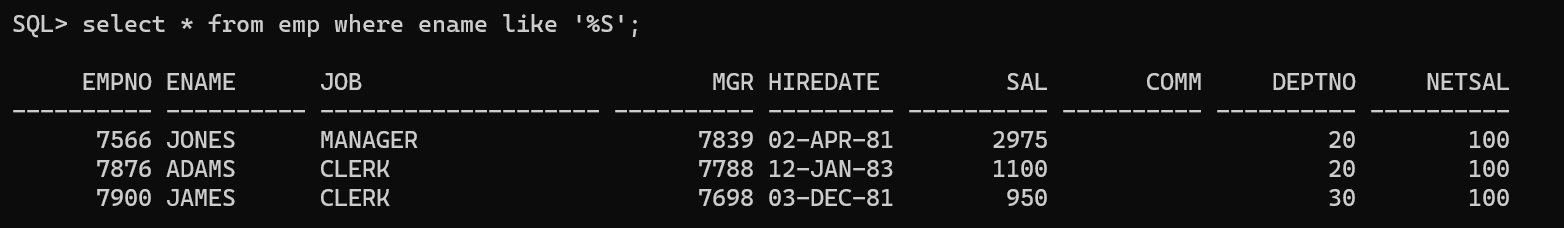 SQL> select * from emp where ename like '%S';
     EMPNO ENAME      JOB                         MGR HIREDATE        SAL       COMM     DEPTNO     NETSAL
---------- ---------- -------------------- ---------- --------- ---------- ---------- ---------- ----------
      7566 JONES      MANAGER                    7839 02-APR-81       2975                    20        100
      7876 ADAMS      CLERK                      7788 12-JAN-83       1100                    20        100
      7900 JAMES      CLERK                      7698 03-DEC-81        950                    30        100